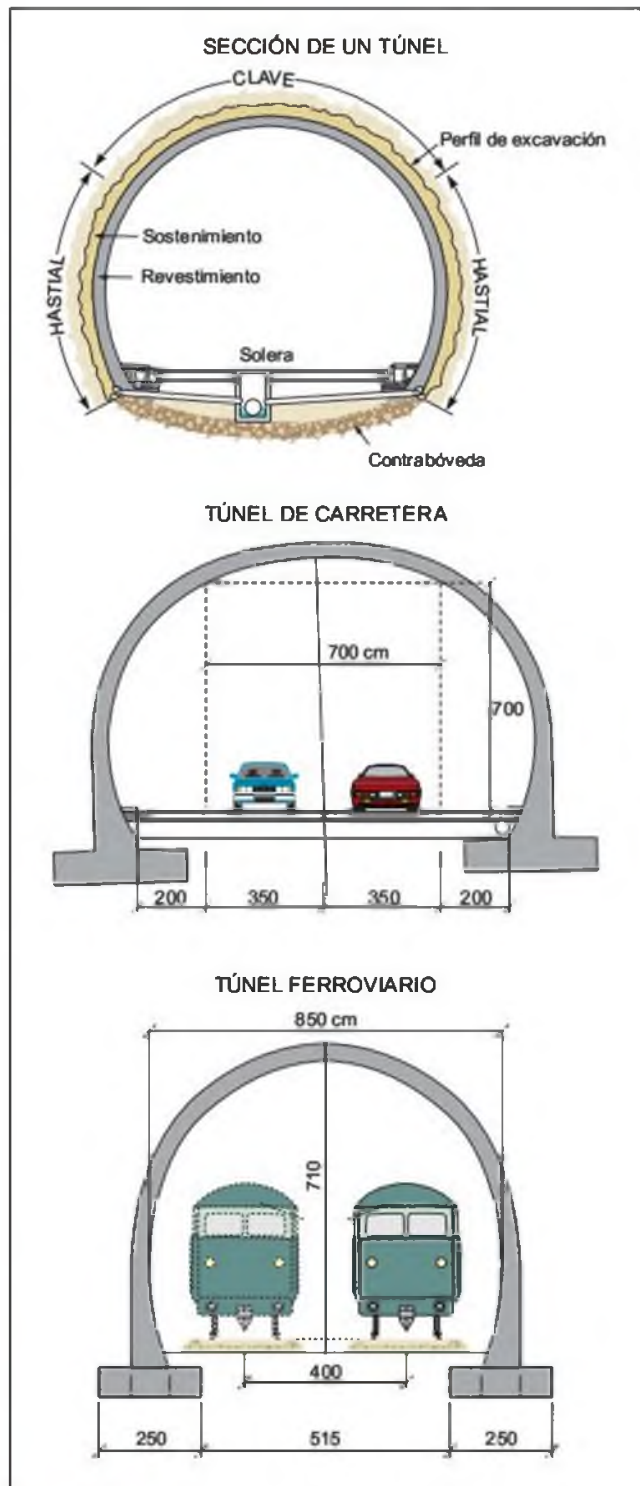 SECCIÓN DE UN TÚNEL
CLAVE
Perfil de excavación
Sostenimiento
Revestimiento
HASTIAL
HASTIAL
Solera
Contrabóveda
TÚNEL DE CARRETERA
700 cm
700
200
350
350
200
TÚNEL FERROVIARIO
850 cm
710
400
250
515
250